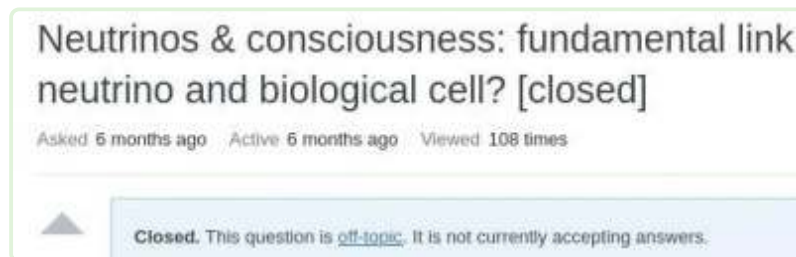 Neutrinos & consciousness: fundamental link
neutrino and biological cell? [closed]
Asked 6 months ago Active 6 months ago Viewed 108 times
Closed. This question is off-topic. It is not currently accepting answers.